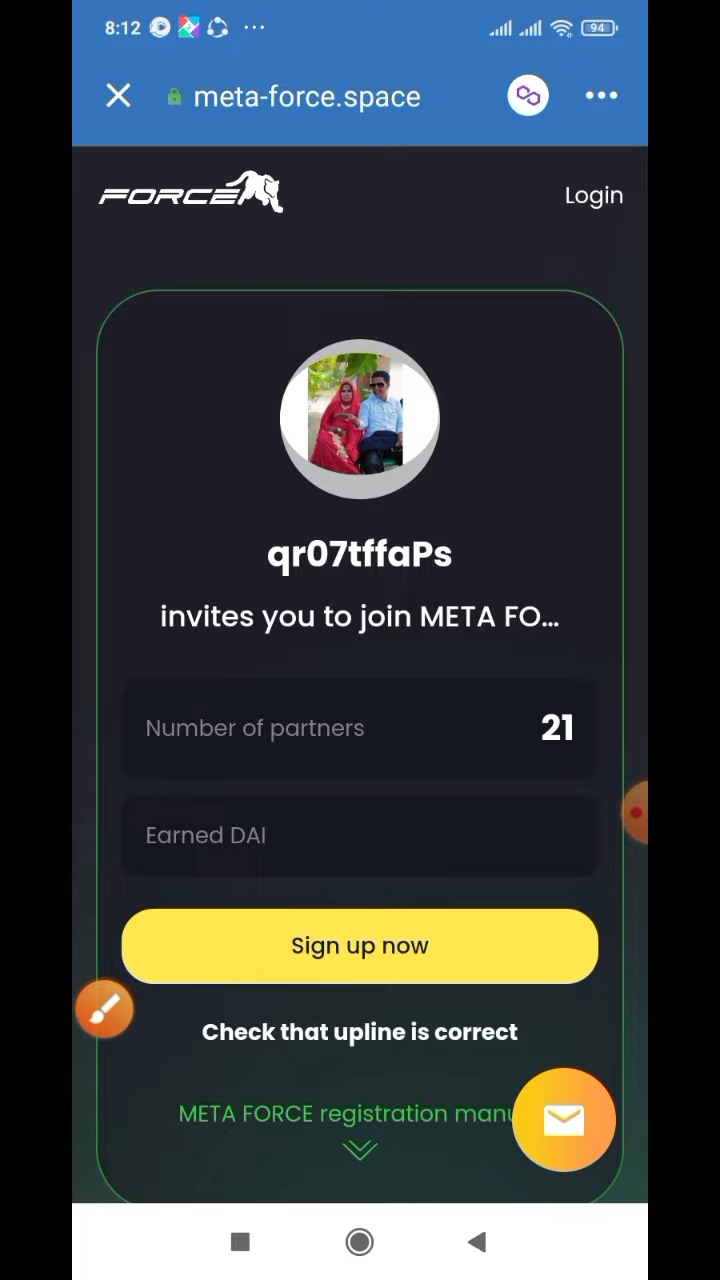 8:12
94
meta-force.space
FORCE
Login
qr07tffaPs
invites you to join META FO...
Number of partners
21
Earned DAI
Sign up now
Check that upline is correct
META FORCE registration manu